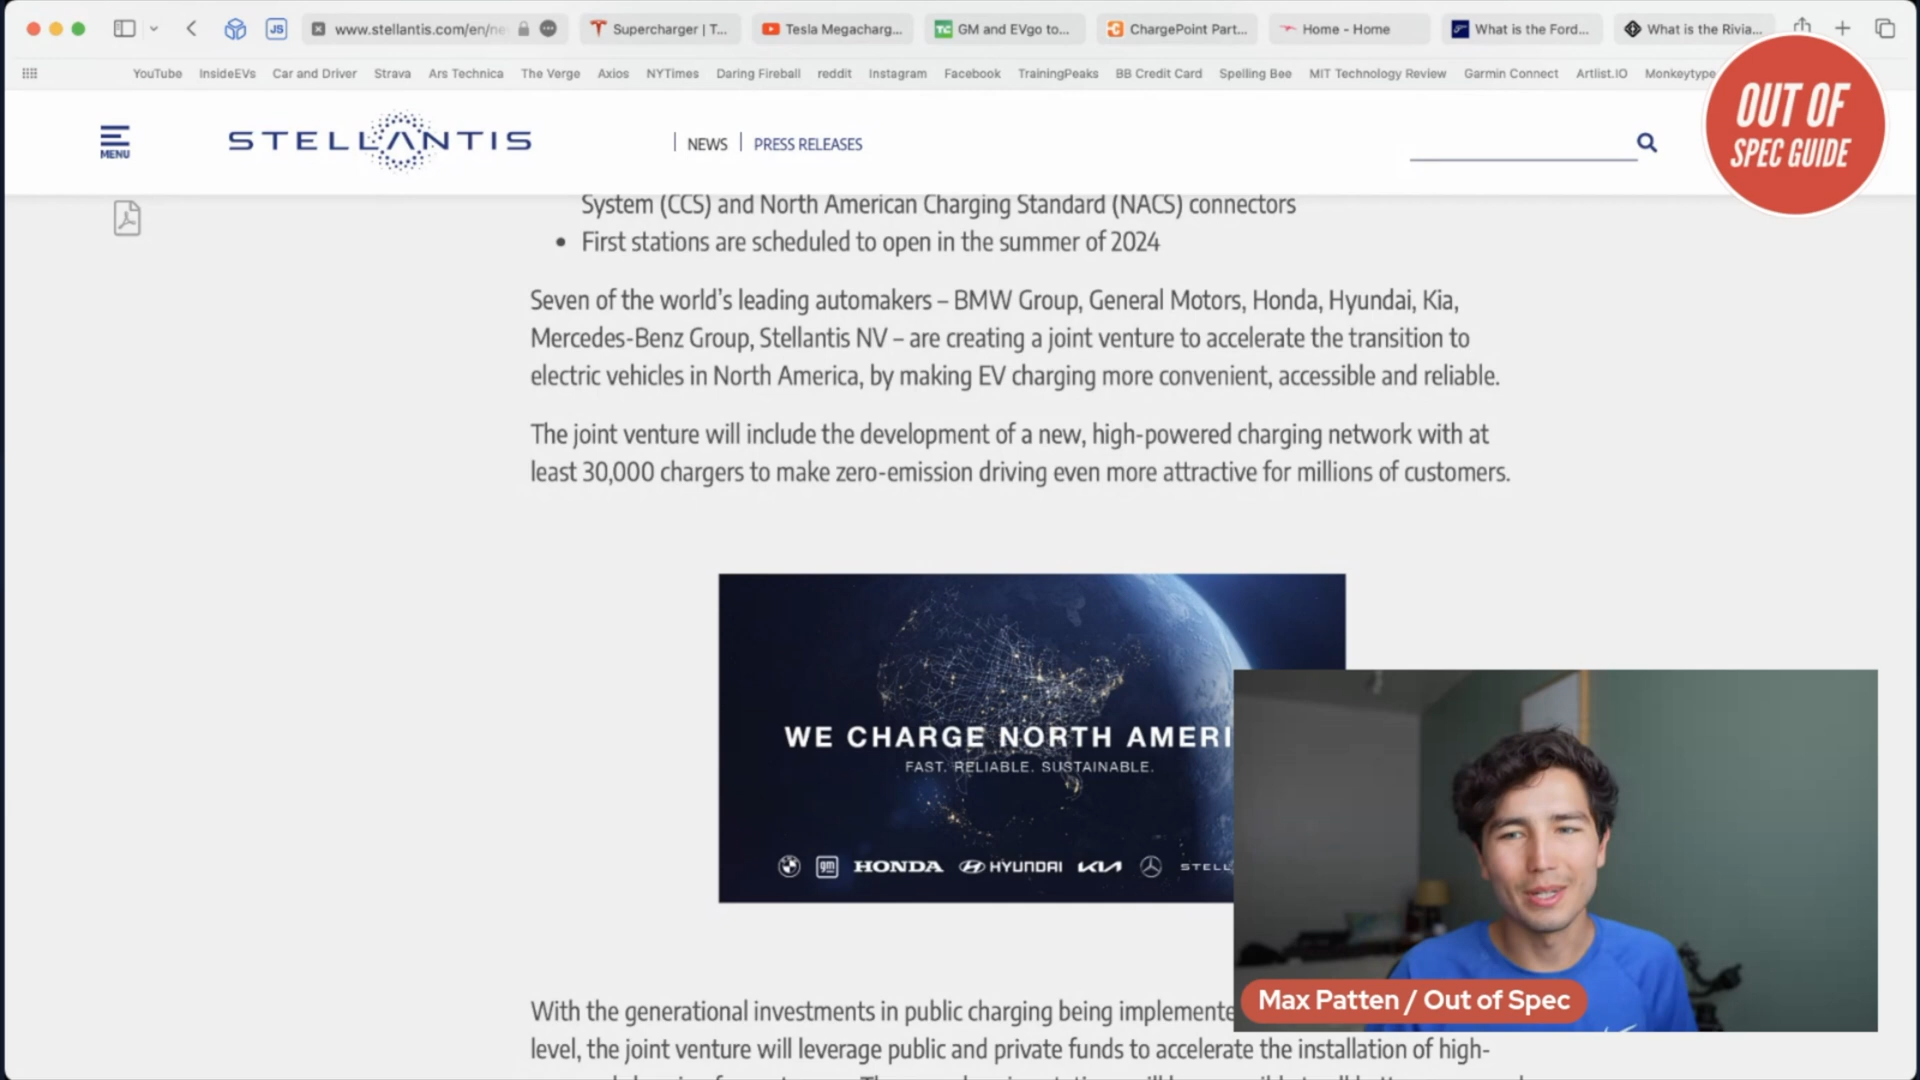 www.stellantis.com/en/ne
Supercharger | T...
Tesla Megacharg...
GM and EVgo to...
ChargePoint Part...
Home - Home
What is the Ford...
What is the Rivia...
YouTube InsideEVs Car and Driver Strava Ars Technica The Verge Axios NYTimes Daring Fireball reddit Instagram Facebook TrainingPeaks BB Credit Card Spelling Bee MIT Technology Review Garmin Connect Artlist.IO Monkeytype
OUT OF
SPEC GUIDE
MENU
STELLANTIS
NEWS
PRESS RELEASES
System (CCS) and North American Charging Standard (NACS) connectors
• First stations are scheduled to open in the summer of 2024
Seven of the world's leading automakers – BMW Group, General Motors, Honda, Hyundai, Kia,
Mercedes-Benz Group, Stellantis NV – are creating a joint venture to accelerate the transition to
electric vehicles in North America, by making EV charging more convenient, accessible and reliable.
The joint venture will include the development of a new, high-powered charging network with at
least 30,000 chargers to make zero-emission driving even more attractive for millions of customers.
WE CHARGE NORTH AMERI
FAST. RELIABLE. SUSTAINABLE.
gm HONDA HYUNDAI KIA STELL
Max Patten / Out of Spec
With the generational investments in public charging being implemente
level, the joint venture will leverage public and private funds to accelerate the installation of high-